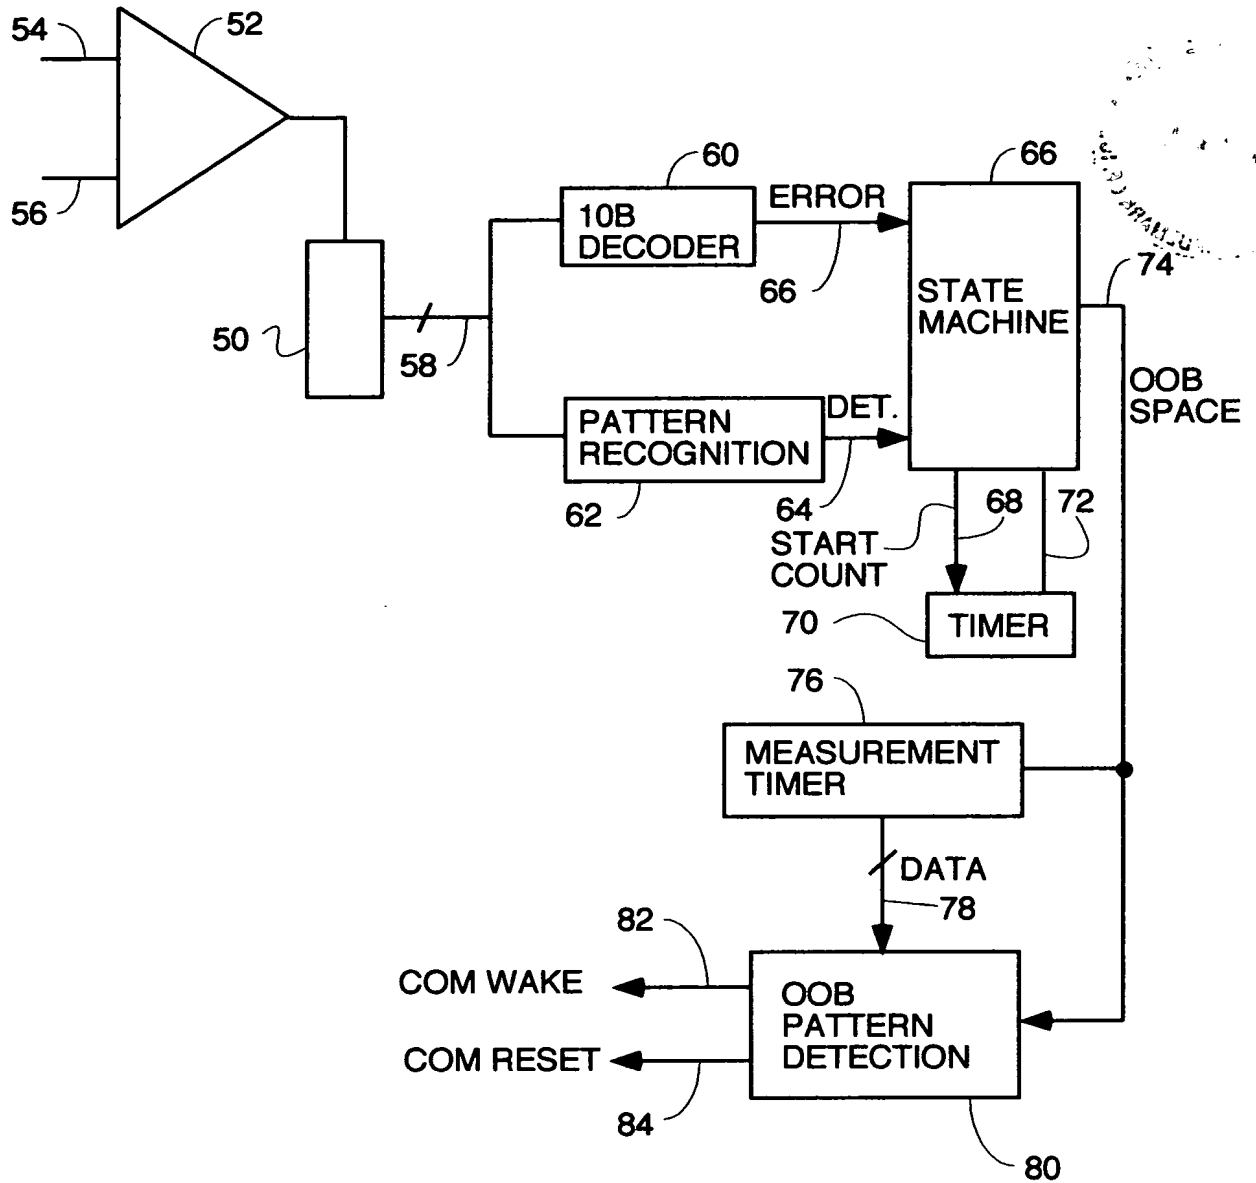 54
52
56
50
58
60
10B
DECODER
ERROR
66
66
STATE
MACHINE
74
OOB
SPACE
PATTERN
RECOGNITION
62
DET.
64
START
COUNT
68
72
70
TIMER
76
MEASUREMENT
TIMER
DATA
78
82
COM WAKE
COM RESET
84
OOB
PATTERN
DETECTION
80